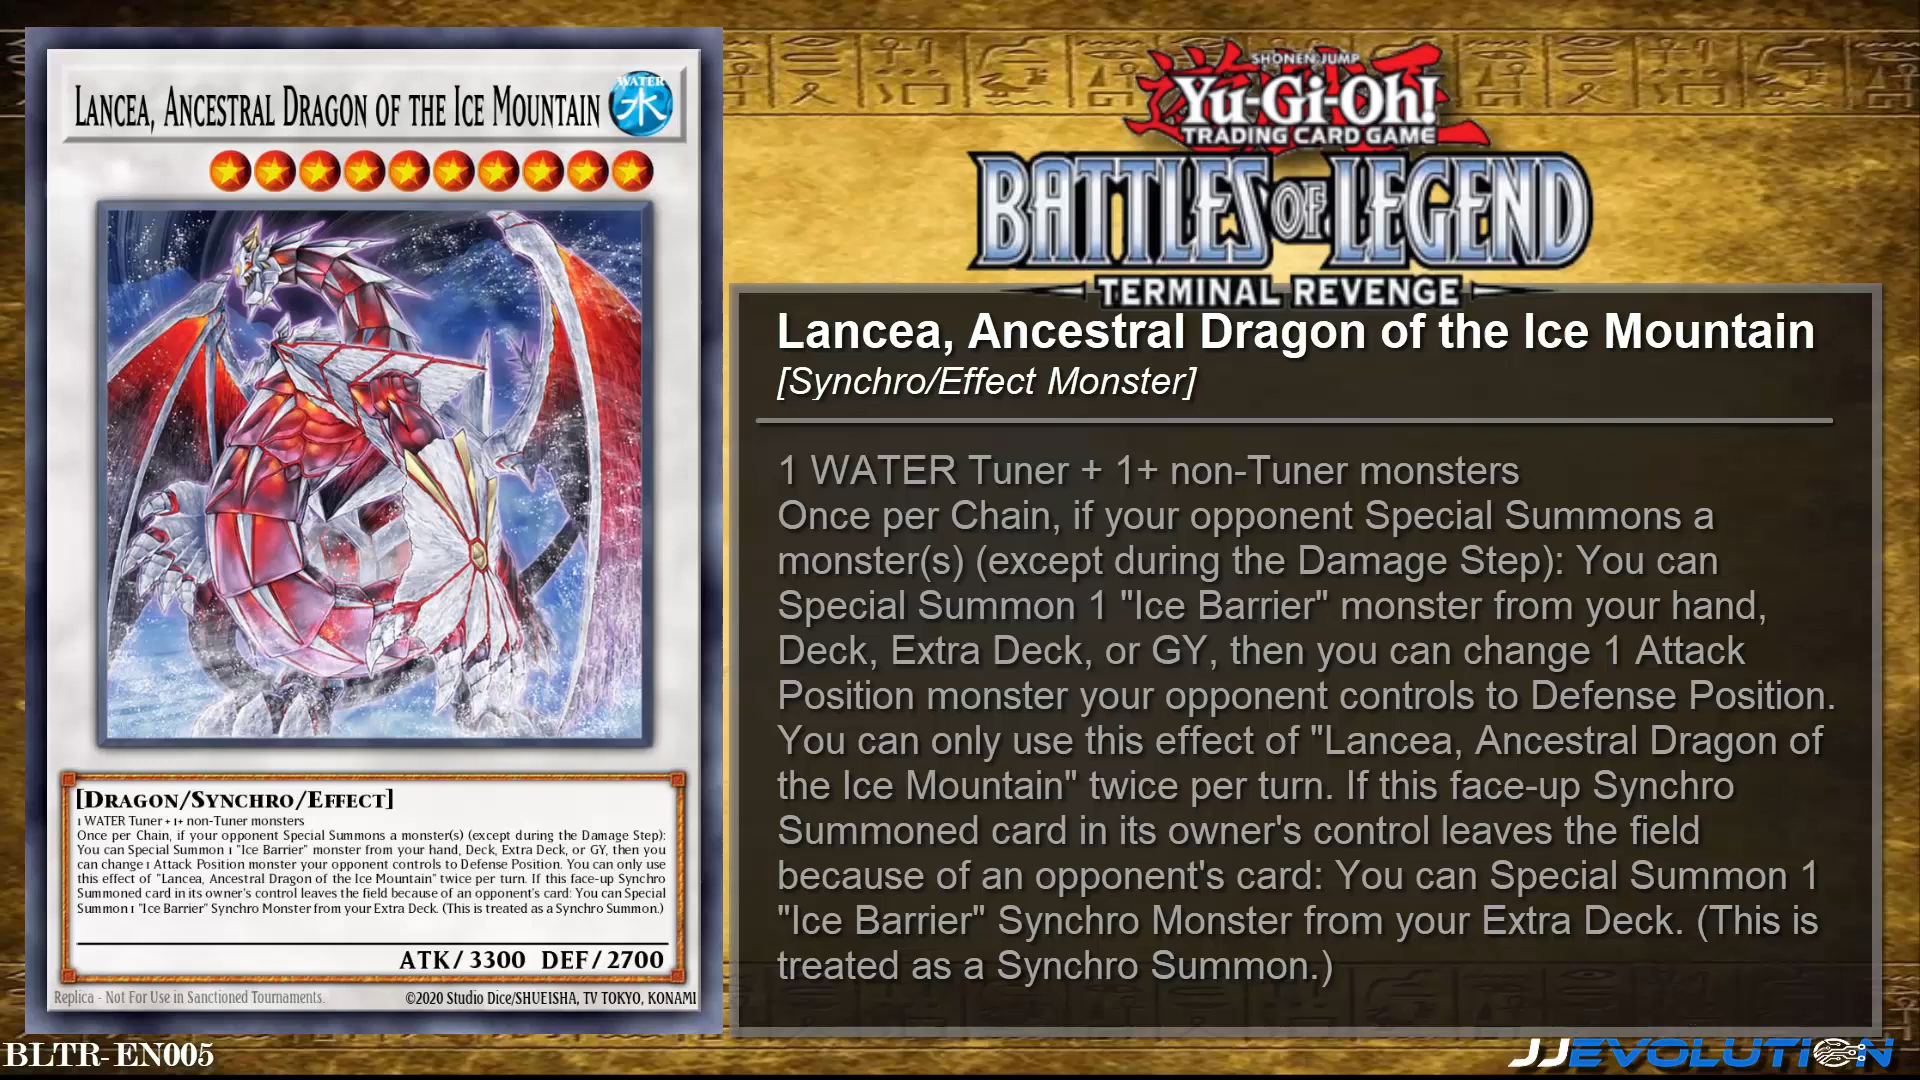 LANCEA, ANCESTRAL DRAGON OF THE ICE MOUNTAIN
WATER
水
[DRAGON/SYNCHRO/EFFECT]
1 WATER Tuner + 1+ non-Tuner monsters
Once per Chain, if your opponent Special Summons a monster(s) (except during the Damage Step):
You can Special Summon 1 "Ice Barrier" monster from your hand, Deck, Extra Deck, or GY, then you
can change 1 Attack Position monster your opponent controls to Defense Position. You can only use
this effect of "Lancea, Ancestral Dragon of the Ice Mountain" twice per turn. If this face-up Synchro
Summoned card in its owner's control leaves the field because of an opponent's card: You can Special
Summon 1 "Ice Barrier" Synchro Monster from your Extra Deck. (This is treated as a Synchro Summon.)
ATK/3300 DEF/2700
Replica - Not For Use in Sanctioned Tournaments.
©2020 Studio Dice/SHUEISHA, TV TOKYO, KONAMI
BLTR-EN005
SHONEN JUMP
Yu-Gi-Oh!
TRADING CARD GAME
BATTLES OF LEGEND
TERMINAL REVENGE
Lancea, Ancestral Dragon of the Ice Mountain
[Synchro/Effect Monster]
1 WATER Tuner + 1+ non-Tuner monsters
Once per Chain, if your opponent Special Summons a
monster(s) (except during the Damage Step): You can
Special Summon 1 "Ice Barrier" monster from your hand,
Deck, Extra Deck, or GY, then you can change 1 Attack
Position monster your opponent controls to Defense Position.
You can only use this effect of "Lancea, Ancestral Dragon of
the Ice Mountain" twice per turn. If this face-up Synchro
Summoned card in its owner's control leaves the field
because of an opponent's card: You can Special Summon 1
"Ice Barrier" Synchro Monster from your Extra Deck. (This is
treated as a Synchro Summon.)
JJEVOLUTION